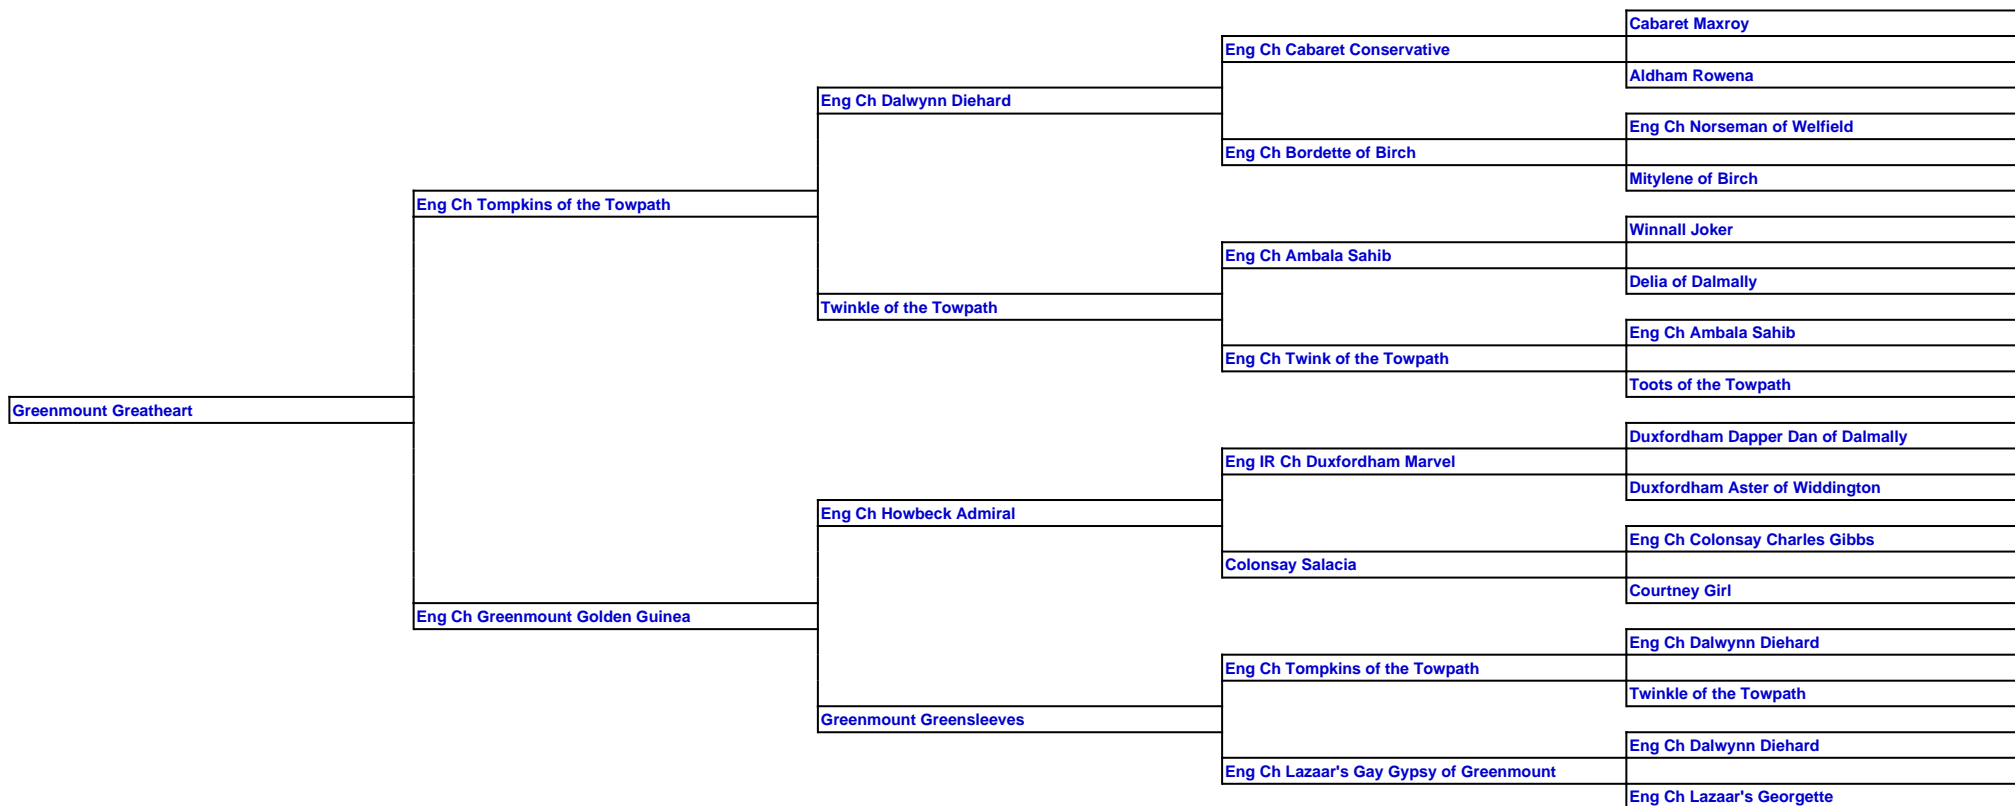 Cabaret Maxroy
Eng Ch Cabaret Conservative
Aldham Rowena
Eng Ch Dalwynn Diehard
Eng Ch Norseman of Welfield
Eng Ch Bordette of Birch
Mitylene of Birch
Eng Ch Tompkins of the Towpath
Winnall Joker
Eng Ch Ambala Sahib
Delia of Dalmally
Twinkle of the Towpath
Eng Ch Ambala Sahib
Eng Ch Twink of the Towpath
Toots of the Towpath
Greenmount Greatheart
Duxfordham Dapper Dan of Dalmally
Eng IR Ch Duxfordham Marvel
Duxfordham Aster of Widdington
Eng Ch Howbeck Admiral
Eng Ch Colonsay Charles Gibbs
Colonsay Salacia
Courtney Girl
Eng Ch Greenmount Golden Guinea
Eng Ch Dalwynn Diehard
Eng Ch Tompkins of the Towpath
Twinkle of the Towpath
Greenmount Greensleeves
Eng Ch Dalwynn Diehard
Eng Ch Lazaar's Gay Gypsy of Greenmount
Eng Ch Lazaar's Georgette